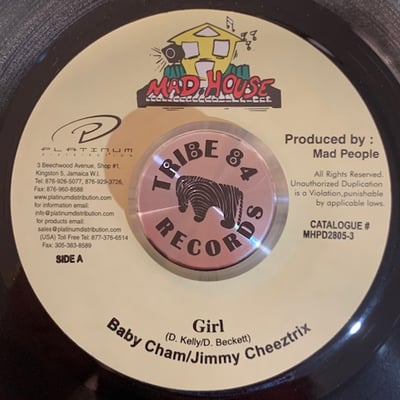 MAD HOUSE
PLATINUM
DISTRIBUTION
3 Beechwood Avenue, Shop #1,
Kingston 5, Jamaica W.I.
Tel: 876-926-5077, 876-929-3726,
Fax: 876-960-8588
www.platinumdistribution.com
for information email:
info@platinumdistribution.com
for products email:
sales@platinumdistribution.com
(USA) Toll Free Tel: 877-376-6514
Fax: 305-383-8589
SIDE A
TRIBE 84
RECORDS
Produced by :
Mad People
All Rights Reserved.
Unauthorized Duplication
is a Violation,punishable
by applicable laws.
CATALOGUE #
MHPD2805-3
Girl
(D. Kelly/D. Beckett)
Baby Cham/Jimmy Cheeztrix